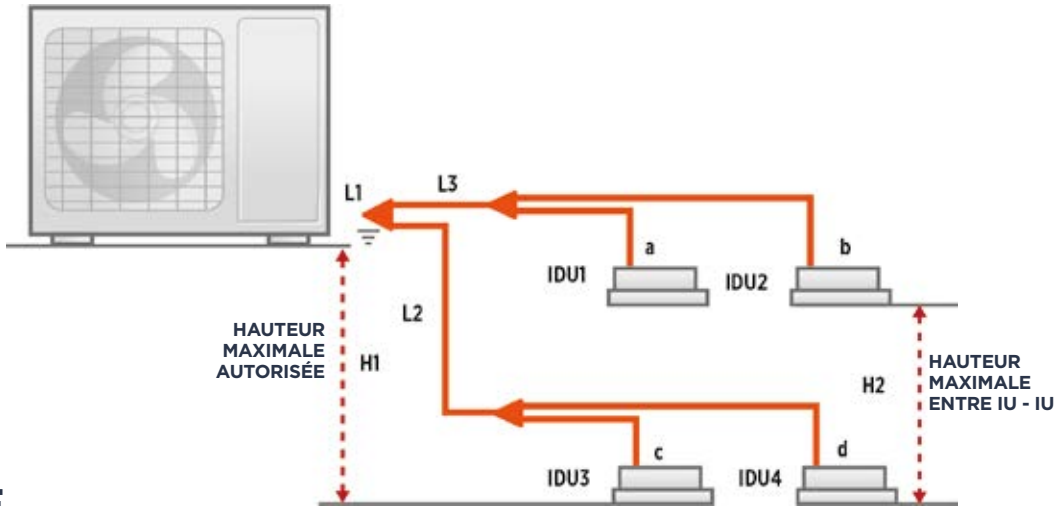 L1
L3
a
b
IDU1
IDU2
L2
HAUTEUR
MAXIMALE
AUTORISÉE
H1
H2
HAUTEUR
MAXIMALE
ENTRE IU - IU
c
d
IDU3
IDU4